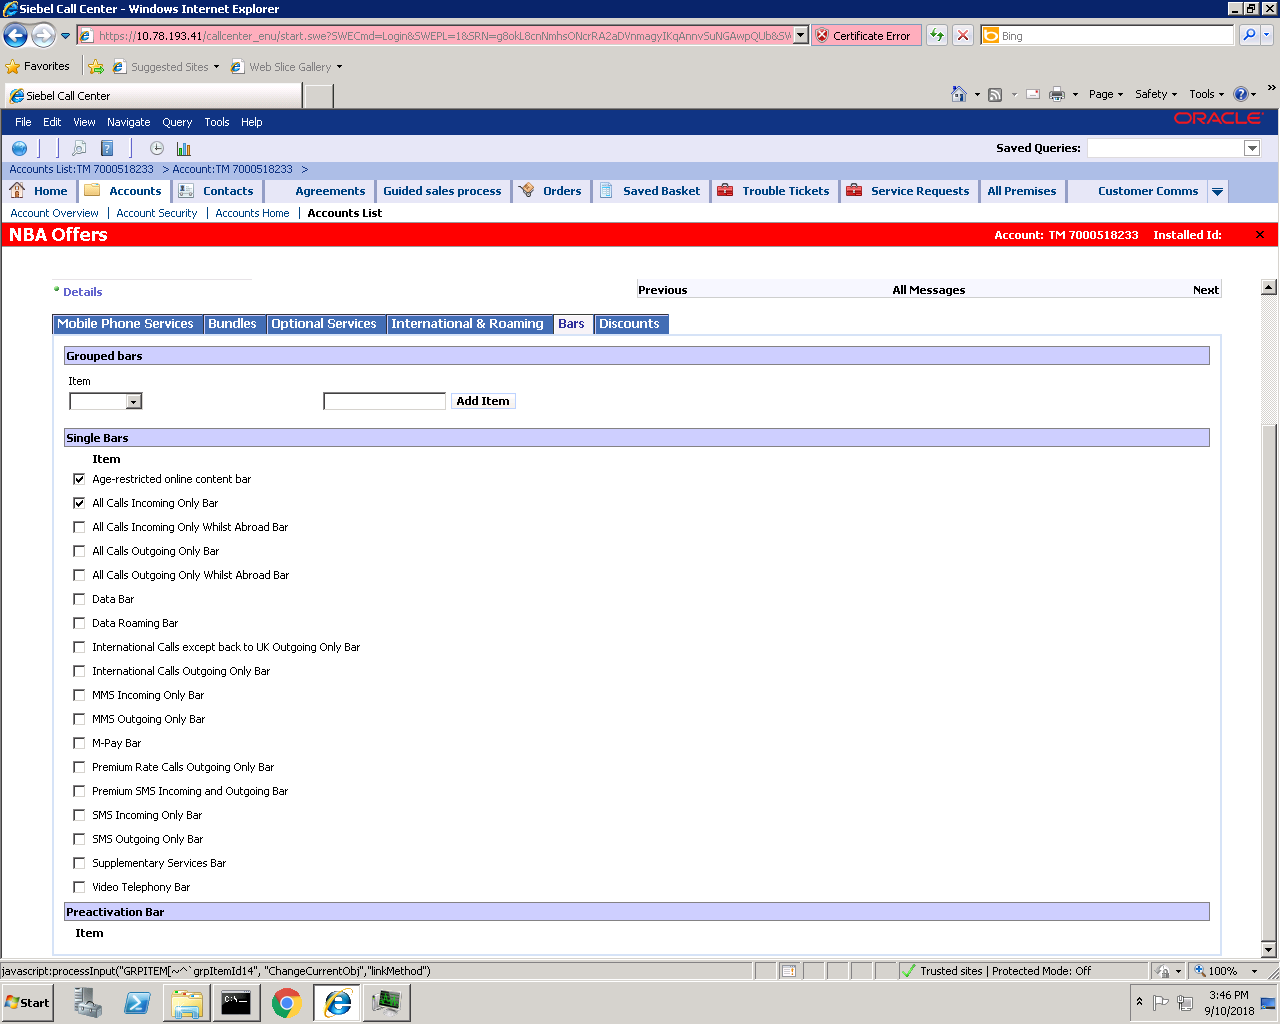 Siebel Call Center - Windows Internet Explorer
https://10.78.193.41/callcenter_enu/start.swe?SWECmd=Login&SWEPL=1&SRN= Certificate Error Bing
Favorites Suggested Sites Web Slice Gallery
Siebel Call Center Page Safety Tools
File Edit View Navigate Query Tools Help ORACLE
Saved Queries:
Accounts List:TM 7000518233 > Account:TM 7000518233 >
Home Accounts Contacts Agreements Guided sales process Orders Saved Basket Trouble Tickets Service Requests All Premises Customer Comms
Account Overview | Account Security | Accounts Home | Accounts List
NBA Offers Account: TM 7000518233 Installed Id:
Details Previous All Messages Next
Mobile Phone Services Bundles Optional Services International & Roaming Bars Discounts
Grouped bars
Item
Add Item
Single Bars
Item
Age-restricted online content bar
All Calls Incoming Only Bar
All Calls Incoming Only Whilst Abroad Bar
All Calls Outgoing Only Bar
All Calls Outgoing Only Whilst Abroad Bar
Data Bar
Data Roaming Bar
International Calls except back to UK Outgoing Only Bar
International Calls Outgoing Only Bar
MMS Incoming Only Bar
MMS Outgoing Only Bar
M-Pay Bar
Premium Rate Calls Outgoing Only Bar
Premium SMS Incoming and Outgoing Bar
SMS Incoming Only Bar
SMS Outgoing Only Bar
Supplementary Services Bar
Video Telephony Bar
Preactivation Bar
Item
javascript:processInput("GRPITEM[~^`grpItemId14", "ChangeCurrentObj","linkMethod") Trusted sites | Protected Mode: Off 100%
Start 3:46 PM
9/10/2018